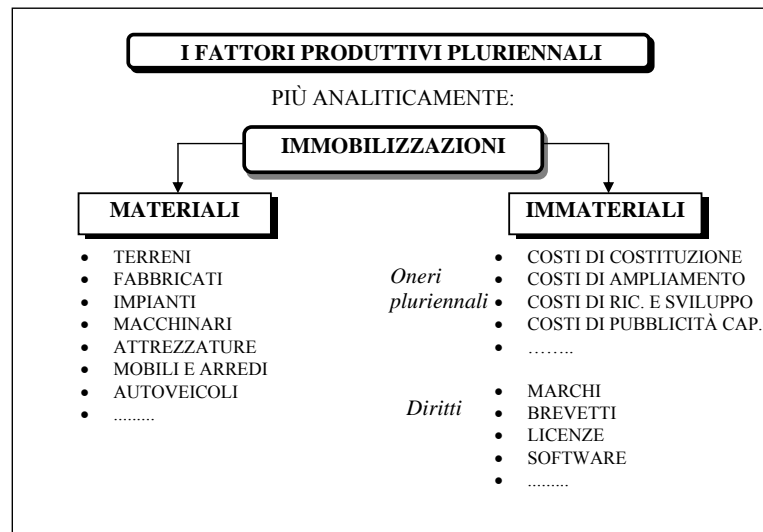 I FATTORI PRODUTTIVI PLURIENNALI
PIÙ ANALITICAMENTE:
IMMOBILIZZAZIONI
MATERIALI
• TERRENI
• FABBRICATI
• IMPIANTI
• MACCHINARI
• ATTREZZATURE
• MOBILI E ARREDI
• AUTOVEICOLI
• .........
IMMATERIALI
Oneri
pluriennali
• COSTI DI COSTITUZIONE
• COSTI DI AMPLIAMENTO
• COSTI DI RIC. E SVILUPPO
• COSTI DI PUBBLICITÀ CAP.
• ……..
Diritti
• MARCHI
• BREVETTI
• LICENZE
• SOFTWARE
• .........